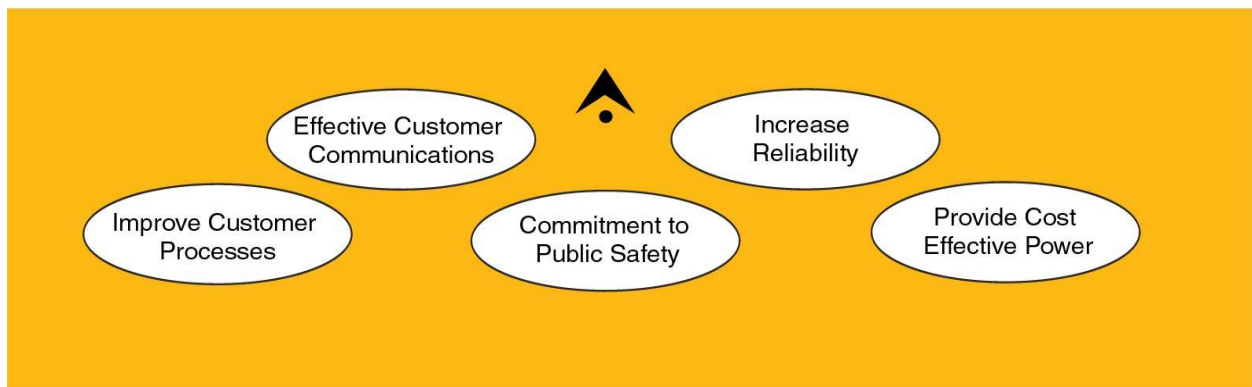 Effective Customer
Communications
Increase
Reliability
Improve Customer
Processes
Commitment to
Public Safety
Provide Cost
Effective Power